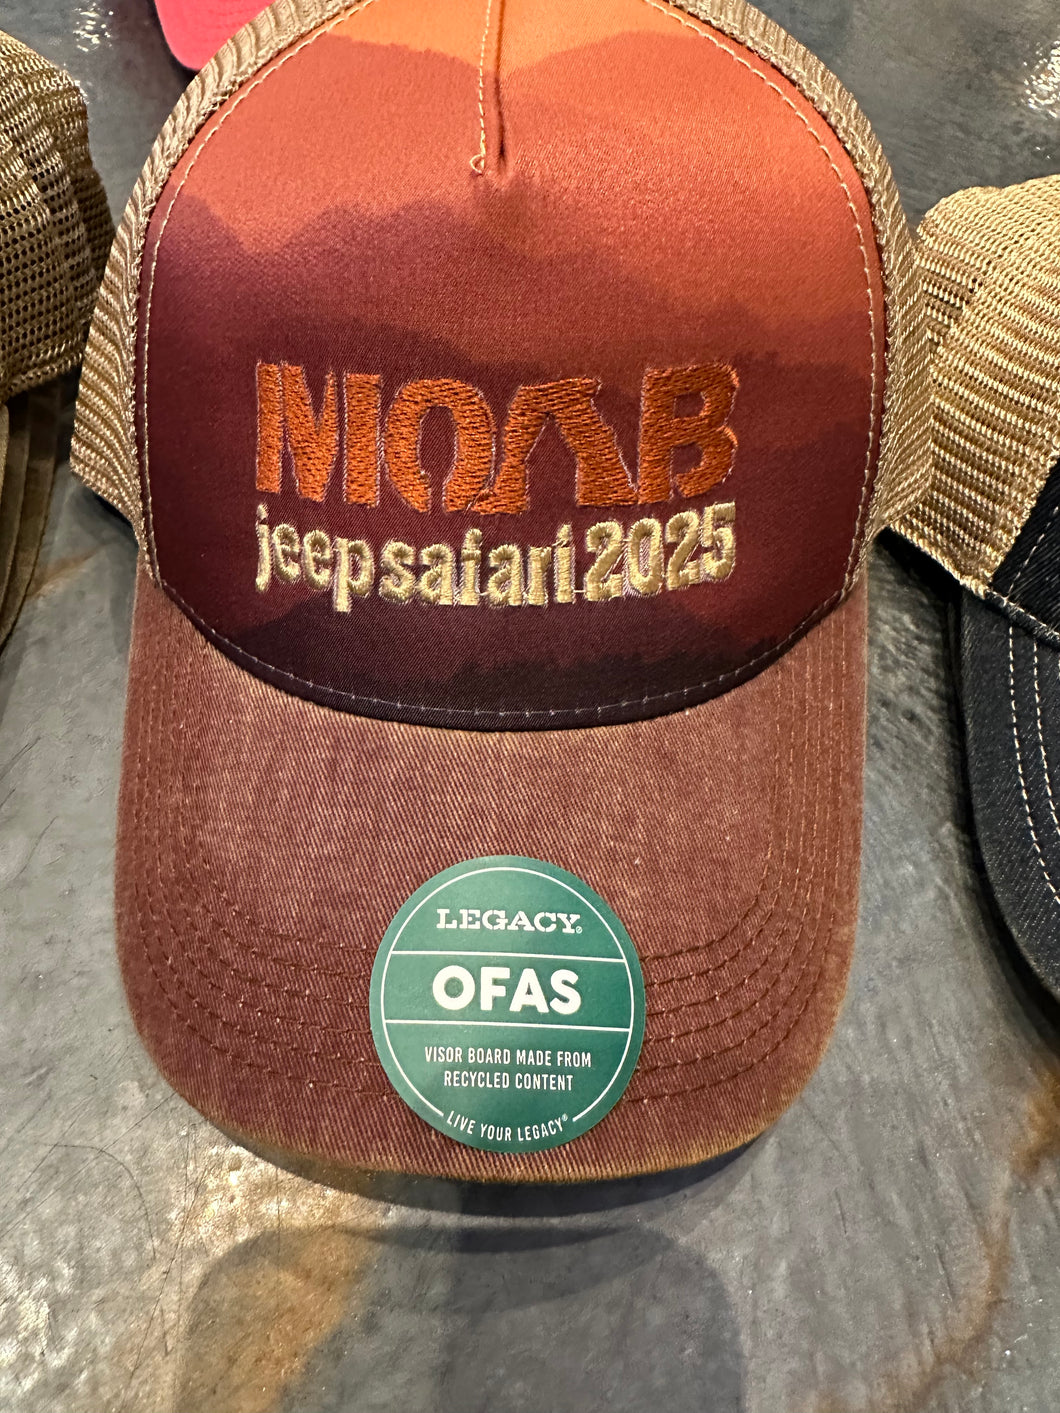 MOAB
jeep safari 2025
LEGACY®
OFAS
VISOR BOARD MADE FROM
RECYCLED CONTENT
LIVE YOUR LEGACY®